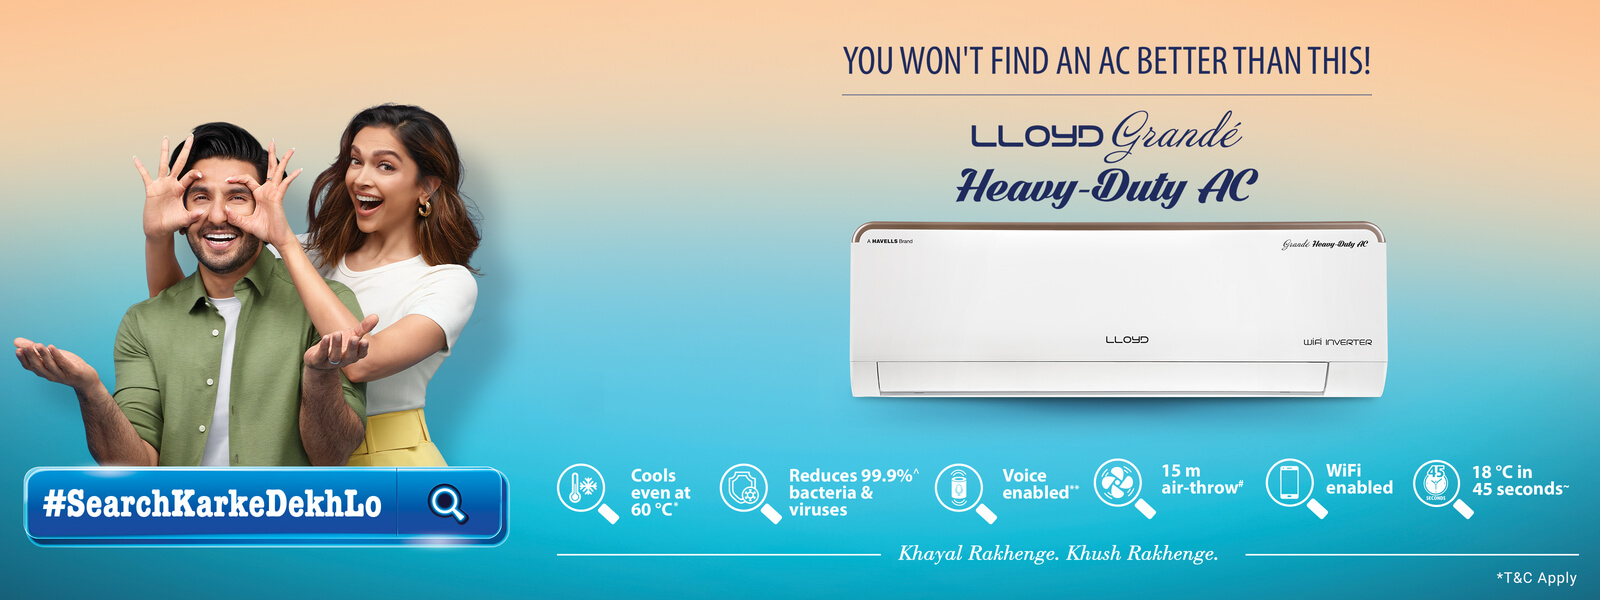 YOU WON'T FIND AN AC BETTER THAN THIS!
LLOYD Grandé
Heavy-Duty AC
A HAVELLS Brand
Grandé Heavy-Duty AC
LLOYD
WiFi INVERTER
#SearchKarkeDekhLo
Cools
even at
60 °C*
Reduces 99.9%^
bacteria &
viruses
Voice
enabled**
15 m
air-throw#
WiFi
enabled
45
SECONDS
18 °C in
45 seconds~
Khayal Rakhenge. Khush Rakhenge.
*T&C Apply